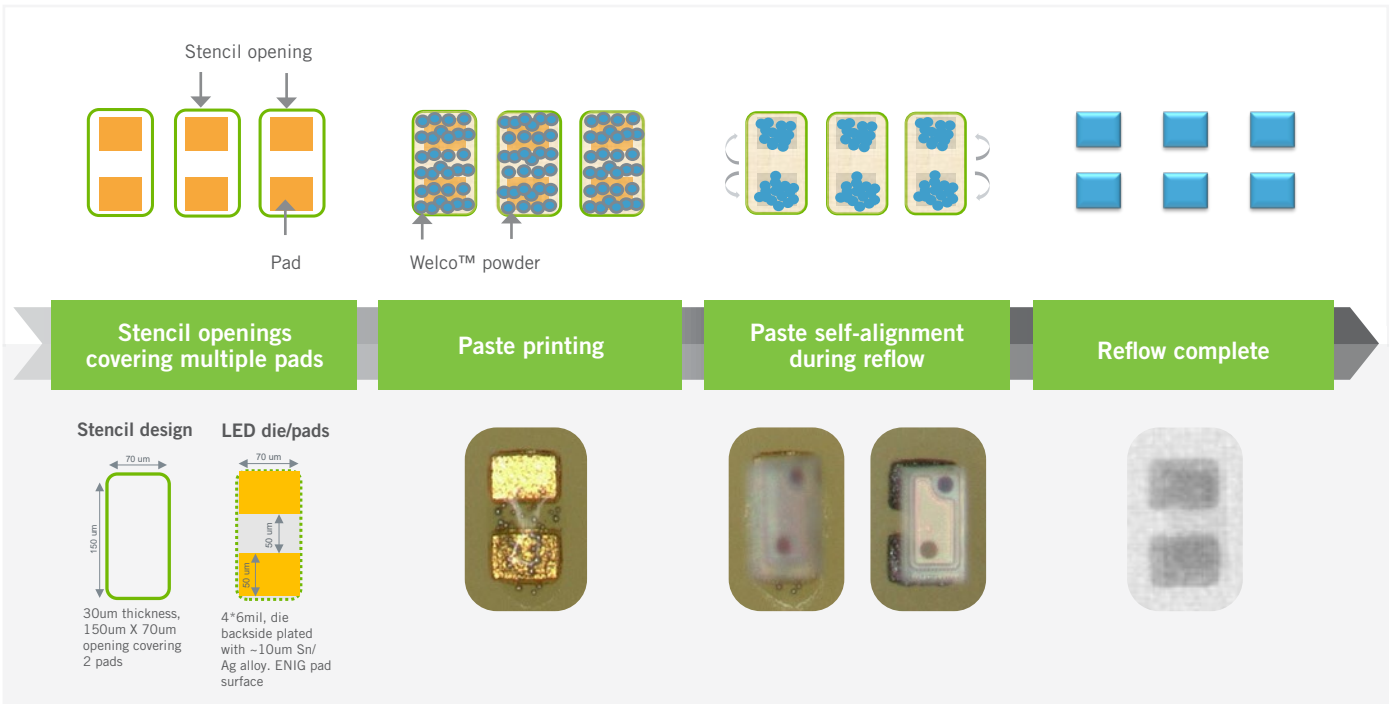 Stencil opening
Pad
Welco™ powder
Stencil openings
covering multiple pads
Paste printing
Paste self-alignment
during reflow
Reflow complete
Stencil design
70 um
150 um
30um thickness,
150um X 70um
opening covering
2 pads
LED die/pads
70 um
50 um
50 um
4*6mil, die
backside plated
with ~10um Sn/
Ag alloy. ENIG pad
surface